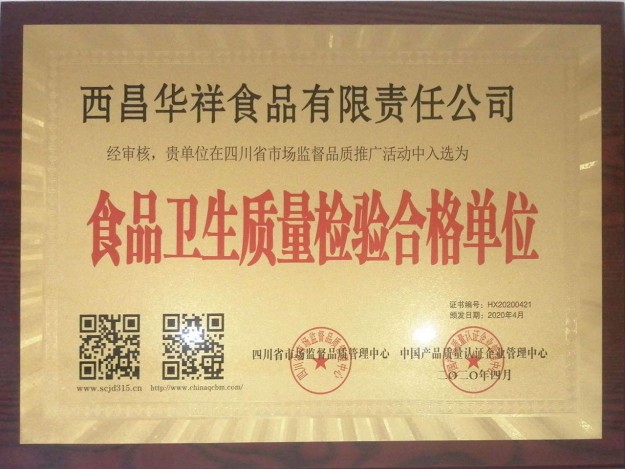 西昌华祥食品有限责任公司
经审核，贵单位在四川省市场监督品质推广活动中入选为
食品卫生质量检验合格单位
证书编号：HX20200421
颁发日期：2020年4月
四川省市场监督品质管理中心 中国产品质量认证企业管理中心
二〇二〇年四月
www.scjd315.cn http://www.chinaqchm.com/